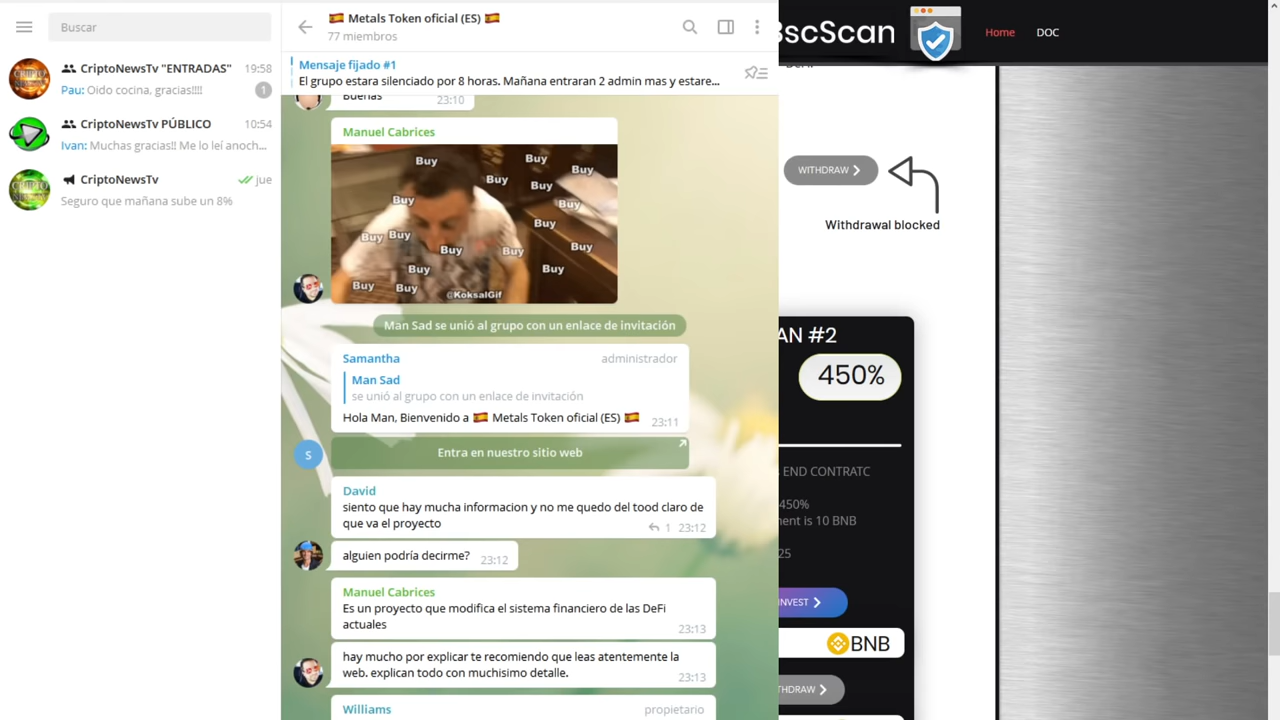 Buscar
CriptoNewsTv "ENTRADAS" 19:58
Pau: Oido cocina, gracias!!!! 1
CriptoNewsTv PÚBLICO 10:54
Ivan: Muchas gracias!! Me lo leí anoch...
CriptoNewsTv jue
Seguro que mañana sube un 8%
Metals Token oficial (ES)
77 miembros
Mensaje fijado #1
El grupo estara silenciado por 8 horas. Mañana entraran 2 admin mas y estare...
Buenas 23:10
Manuel Cabrices
Buy Buy Buy
Buy Buy
Buy Buy
Buy
Buy Buy
Buy Buy Buy
Buy Buy
Buy Buy
@KoksalGif
Man Sad se unió al grupo con un enlace de invitación
Samantha administrador
Man Sad
se unió al grupo con un enlace de invitación
Hola Man, Bienvenido a Metals Token oficial (ES) 23:11
S
Entra en nuestro sitio web
David
siento que hay mucha informacion y no me quedo del tood claro de
que va el proyecto 1 23:12
alguien podría decirme? 23:12
Manuel Cabrices
Es un proyecto que modifica el sistema financiero de las DeFi
actuales 23:13
hay mucho por explicar te recomiendo que leas atentemente la
web. explican todo con muchisimo detalle. 23:13
Williams propietario
BscScan
Home DOC
WITHDRAW
Withdrawal blocked
AN #2
450%
END CONTRATC
450%
ment is 10 BNB
25
INVEST
BNB
HDRAW